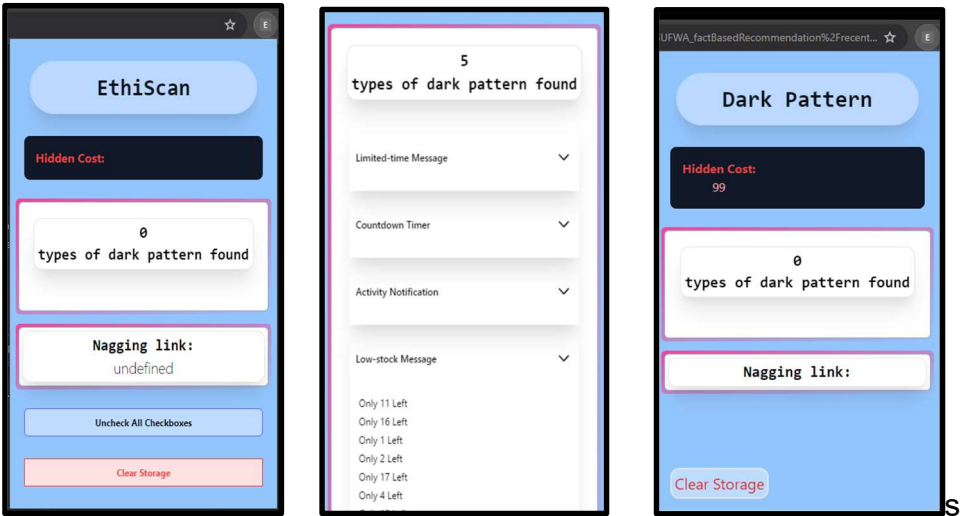 E
EthiScan
Hidden Cost:
0
types of dark pattern found
Nagging link:
undefined
Uncheck All Checkboxes
Clear Storage
5
types of dark pattern found
Limited-time Message
Countdown Timer
Activity Notification
Low-stock Message
Only 11 Left
Only 16 Left
Only 1 Left
Only 2 Left
Only 17 Left
Only 4 Left
UFWA_factBasedRecommendation%2Frecent... E
Dark Pattern
Hidden Cost:
99
0
types of dark pattern found
Nagging link:
Clear Storage
s